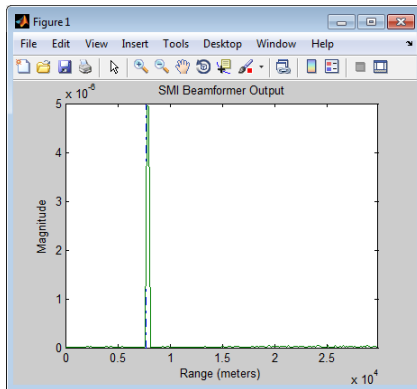 Figure 1
File Edit View Insert Tools Desktop Window Help
x 10^-6
SMI Beamformer Output
5
4
3
2
1
0
Magnitude
0 0.5 1 1.5 2 2.5
Range (meters)
x 10^4